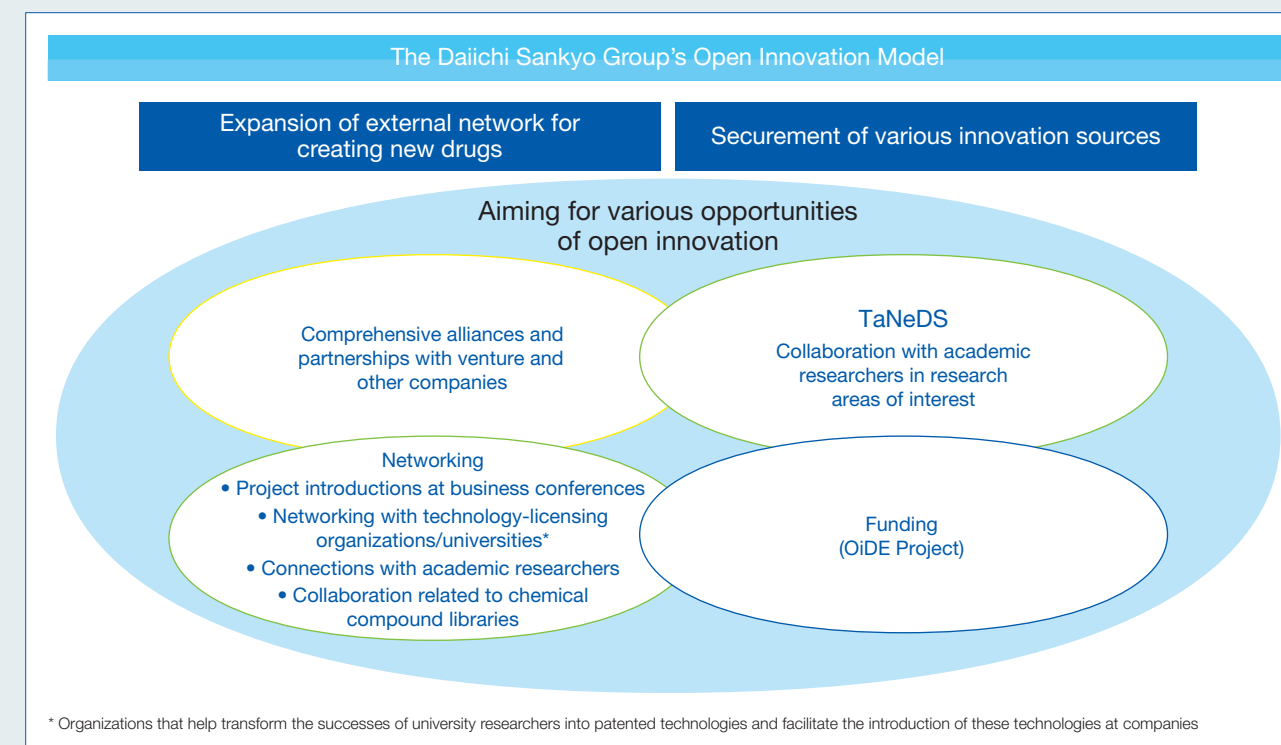 The Daiichi Sankyo Group's Open Innovation Model
Expansion of external network for
creating new drugs
Securement of various innovation sources
Aiming for various opportunities
of open innovation
Comprehensive alliances and
partnerships with venture and
other companies
TaNeDS
Collaboration with academic
researchers in research
areas of interest
Networking
• Project introductions at business conferences
• Networking with technology-licensing
organizations/universities*
• Connections with academic researchers
• Collaboration related to chemical
compound libraries
Funding
(OiDE Project)
* Organizations that help transform the successes of university researchers into patented technologies and facilitate the introduction of these technologies at companies